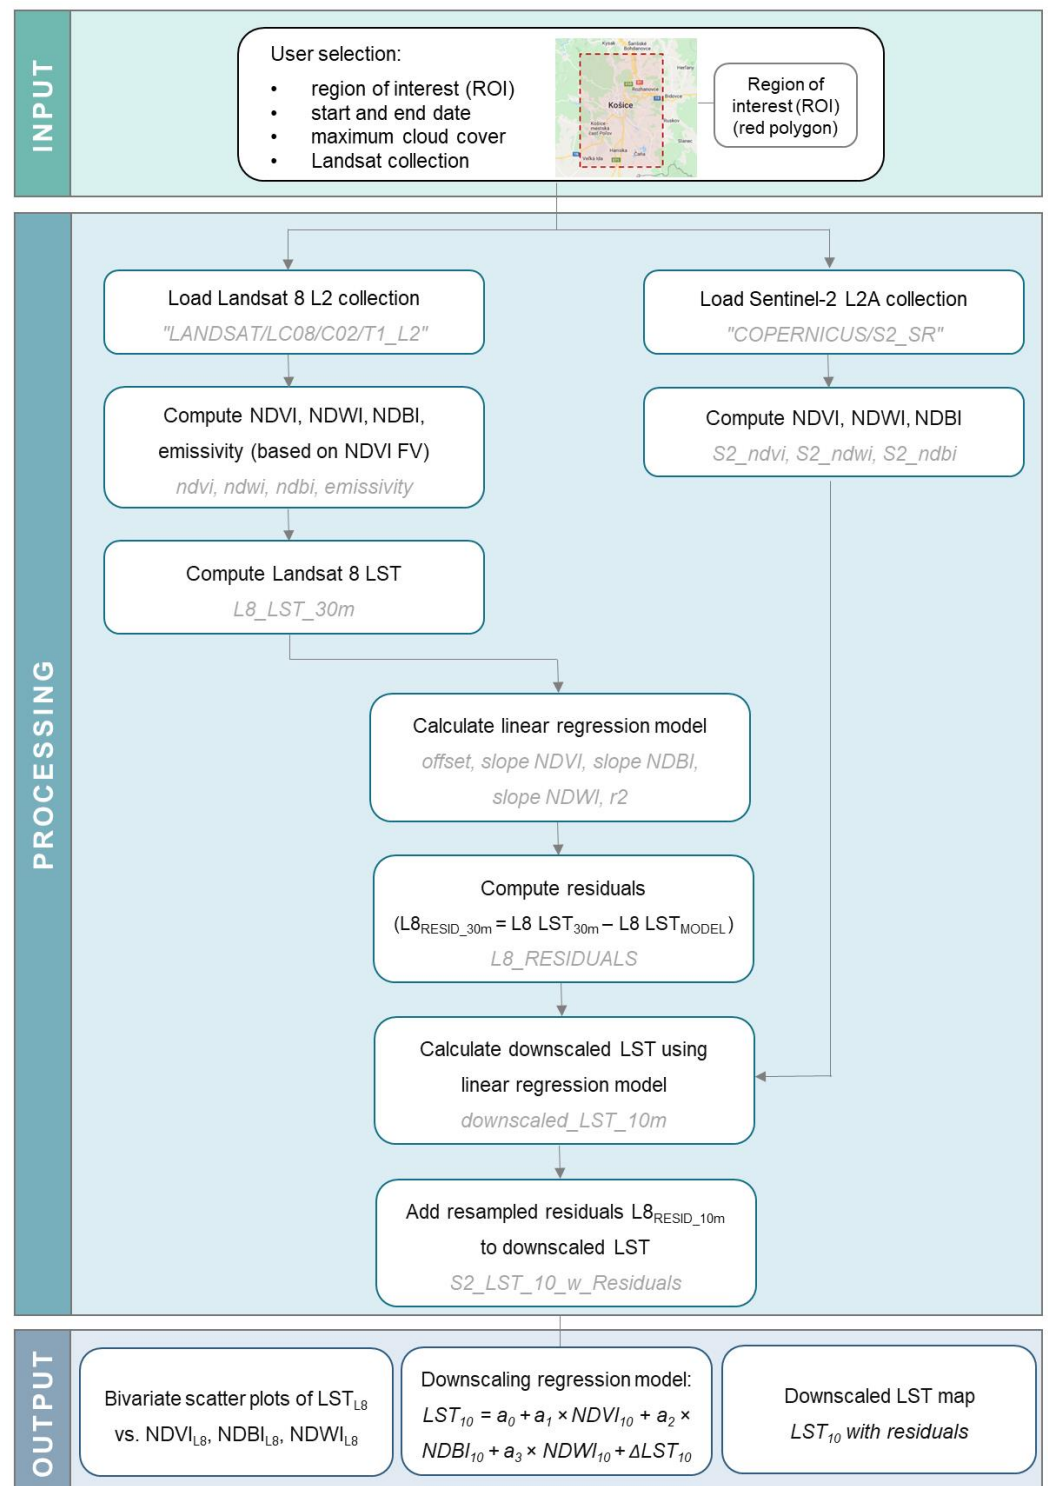 INPUT
User selection:
• region of interest (ROI)
• start and end date
• maximum cloud cover
• Landsat collection
Košice
Region of
interest (ROI)
(red polygon)
PROCESSING
Load Landsat 8 L2 collection
"LANDSAT/LC08/C02/T1_L2"
Load Sentinel-2 L2A collection
"COPERNICUS/S2_SR"
Compute NDVI, NDWI, NDBI,
emissivity (based on NDVI FV)
ndvi, ndwi, ndbi, emissivity
Compute NDVI, NDWI, NDBI
S2_ndvi, S2_ndwi, S2_ndbi
Compute Landsat 8 LST
L8_LST_30m
Calculate linear regression model
offset, slope NDVI, slope NDBI,
slope NDWI, r2
Compute residuals
(L8RESID_30m = L8 LST30m – L8 LSTMODEL)
L8_RESIDUALS
Calculate downscaled LST using
linear regression model
downscaled_LST_10m
Add resampled residuals L8RESID_10m
to downscaled LST
S2_LST_10_w_Residuals
OUTPUT
Bivariate scatter plots of LSTL8
vs. NDVIL8, NDBIL8, NDWIL8
Downscaling regression model:
LST10 = a0 + a1 × NDVI10 + a2 ×
NDBI10 + a3 × NDWI10 + ΔLST10
Downscaled LST map
LST10 with residuals